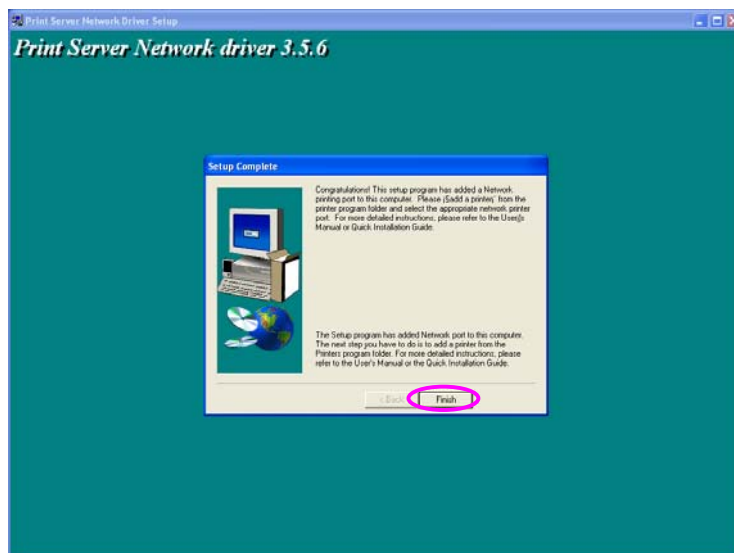 Print Server Network Driver Setup
Print Server Network driver 3.5.6
Setup Complete
Congratulations! This setup program has added a Network
printing port to this computer. Please ¡§add a printer¡¨ from the
printer program folder and select the appropriate network printer
port. For more detailed instructions, please refer to the User¡¦s
Manual or Quick Installation Guide.
The Setup program has added Network port to this computer.
The next step you have to do is to add a printer from the
Printers program folder. For more detailed instructions, please
refer to the User's Manual or the Quick Installation Guide.
< Back
Finish